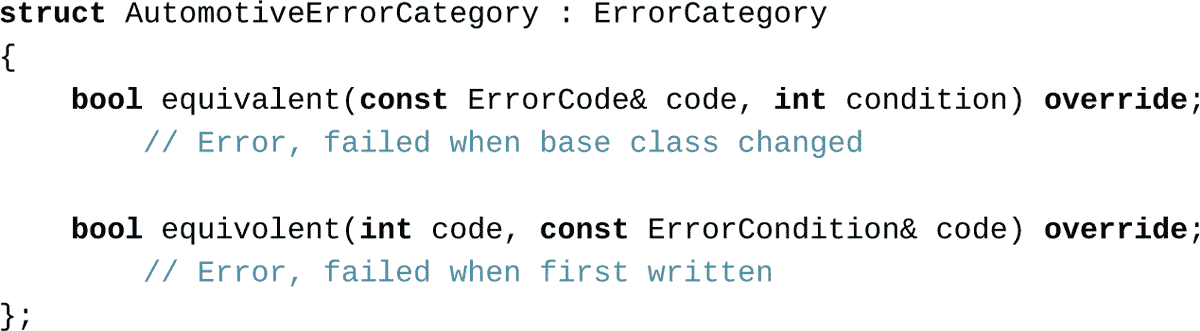 struct AutomotiveErrorCategory : ErrorCategory
{
    bool equivalent(const ErrorCode& code, int condition) override;
        // Error, failed when base class changed

    bool equivolent(int code, const ErrorCondition& code) override;
        // Error, failed when first written
};